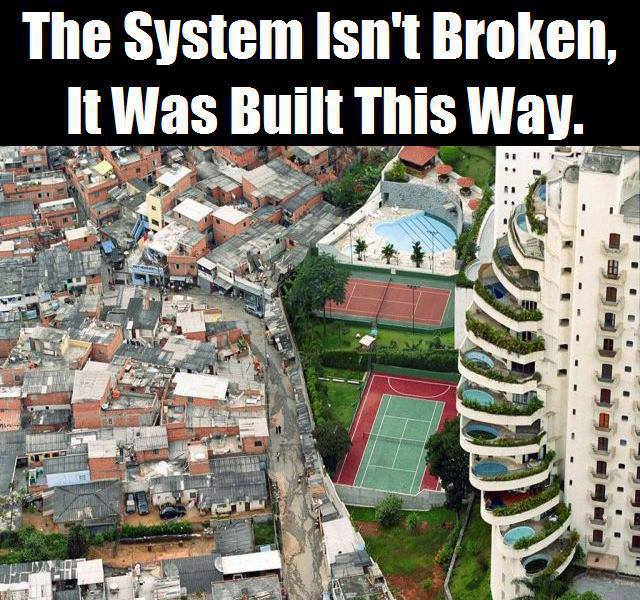 The System Isn't Broken,
It Was Built This Way.